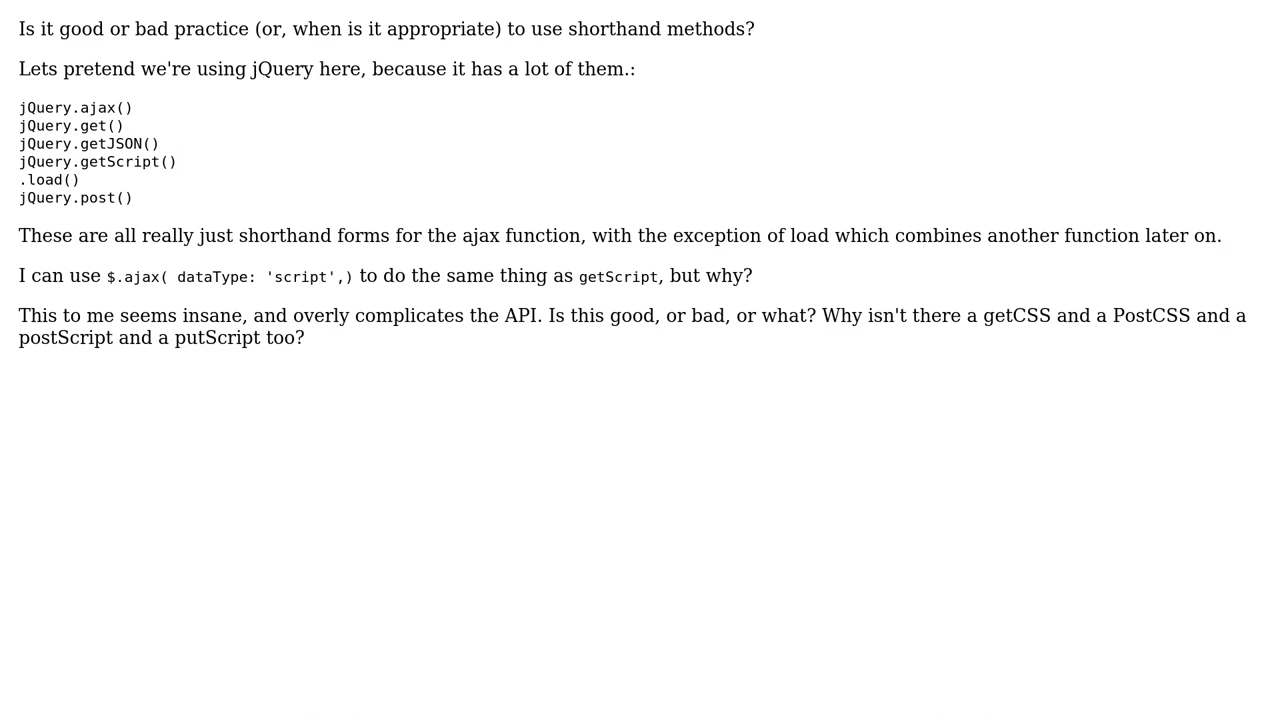 Is it good or bad practice (or, when is it appropriate) to use shorthand methods?
Lets pretend we're using jQuery here, because it has a lot of them.:
jQuery.ajax()
jQuery.get()
jQuery.getJSON()
jQuery.getScript()
.load()
jQuery.post()
These are all really just shorthand forms for the ajax function, with the exception of load which combines another function later on.
I can use $.ajax( dataType: 'script',) to do the same thing as getScript, but why?
This to me seems insane, and overly complicates the API. Is this good, or bad, or what? Why isn't there a getCSS and a PostCSS and a
postScript and a putScript too?